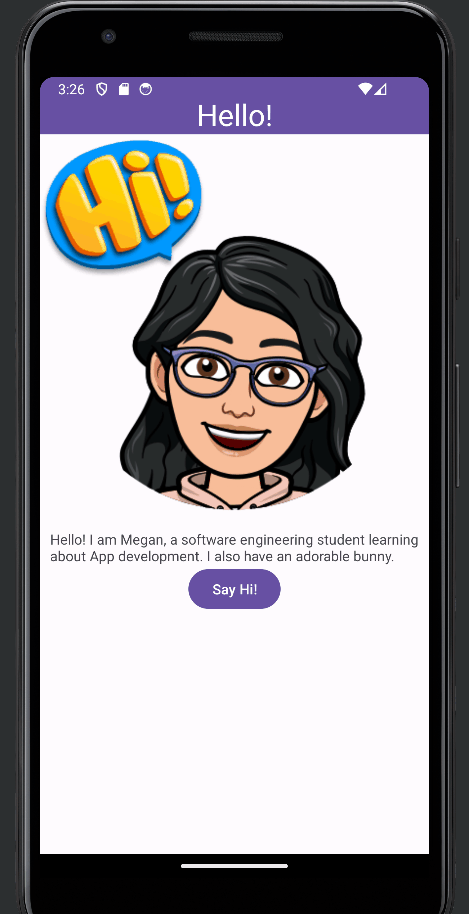 3:26
Hello!
Hi!
Hello! I am Megan, a software engineering student learning
about App development. I also have an adorable bunny.
Say Hi!